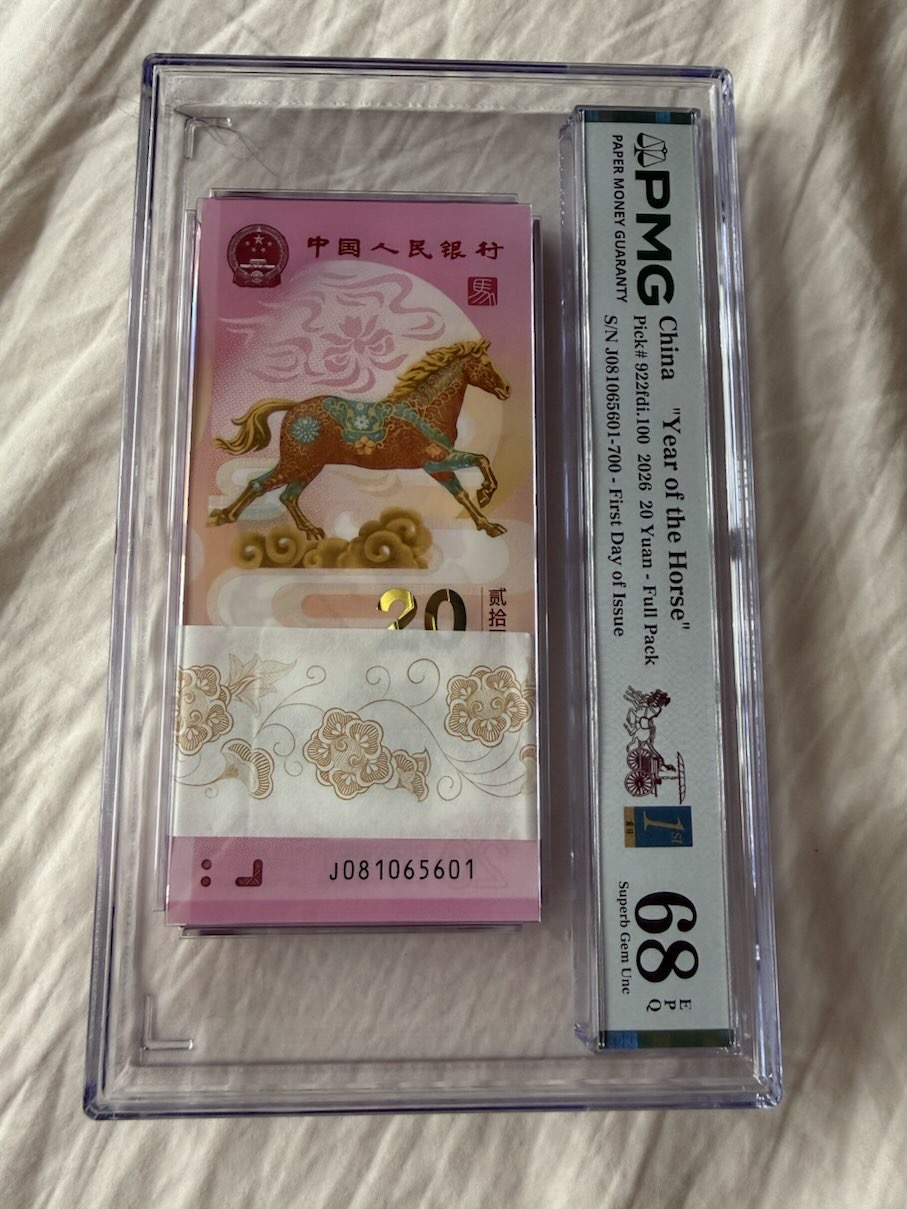 中国人民银行
馬
20
贰拾
J081065601
PMG
PAPER MONEY GUARANTY
China "Year of the Horse"
Pick# 922fdi.100 2026 20 Yuan - Full Pack
S/N J081065601-700 - First Day of Issue
1st
68
EPQ
Superb Gem Unc